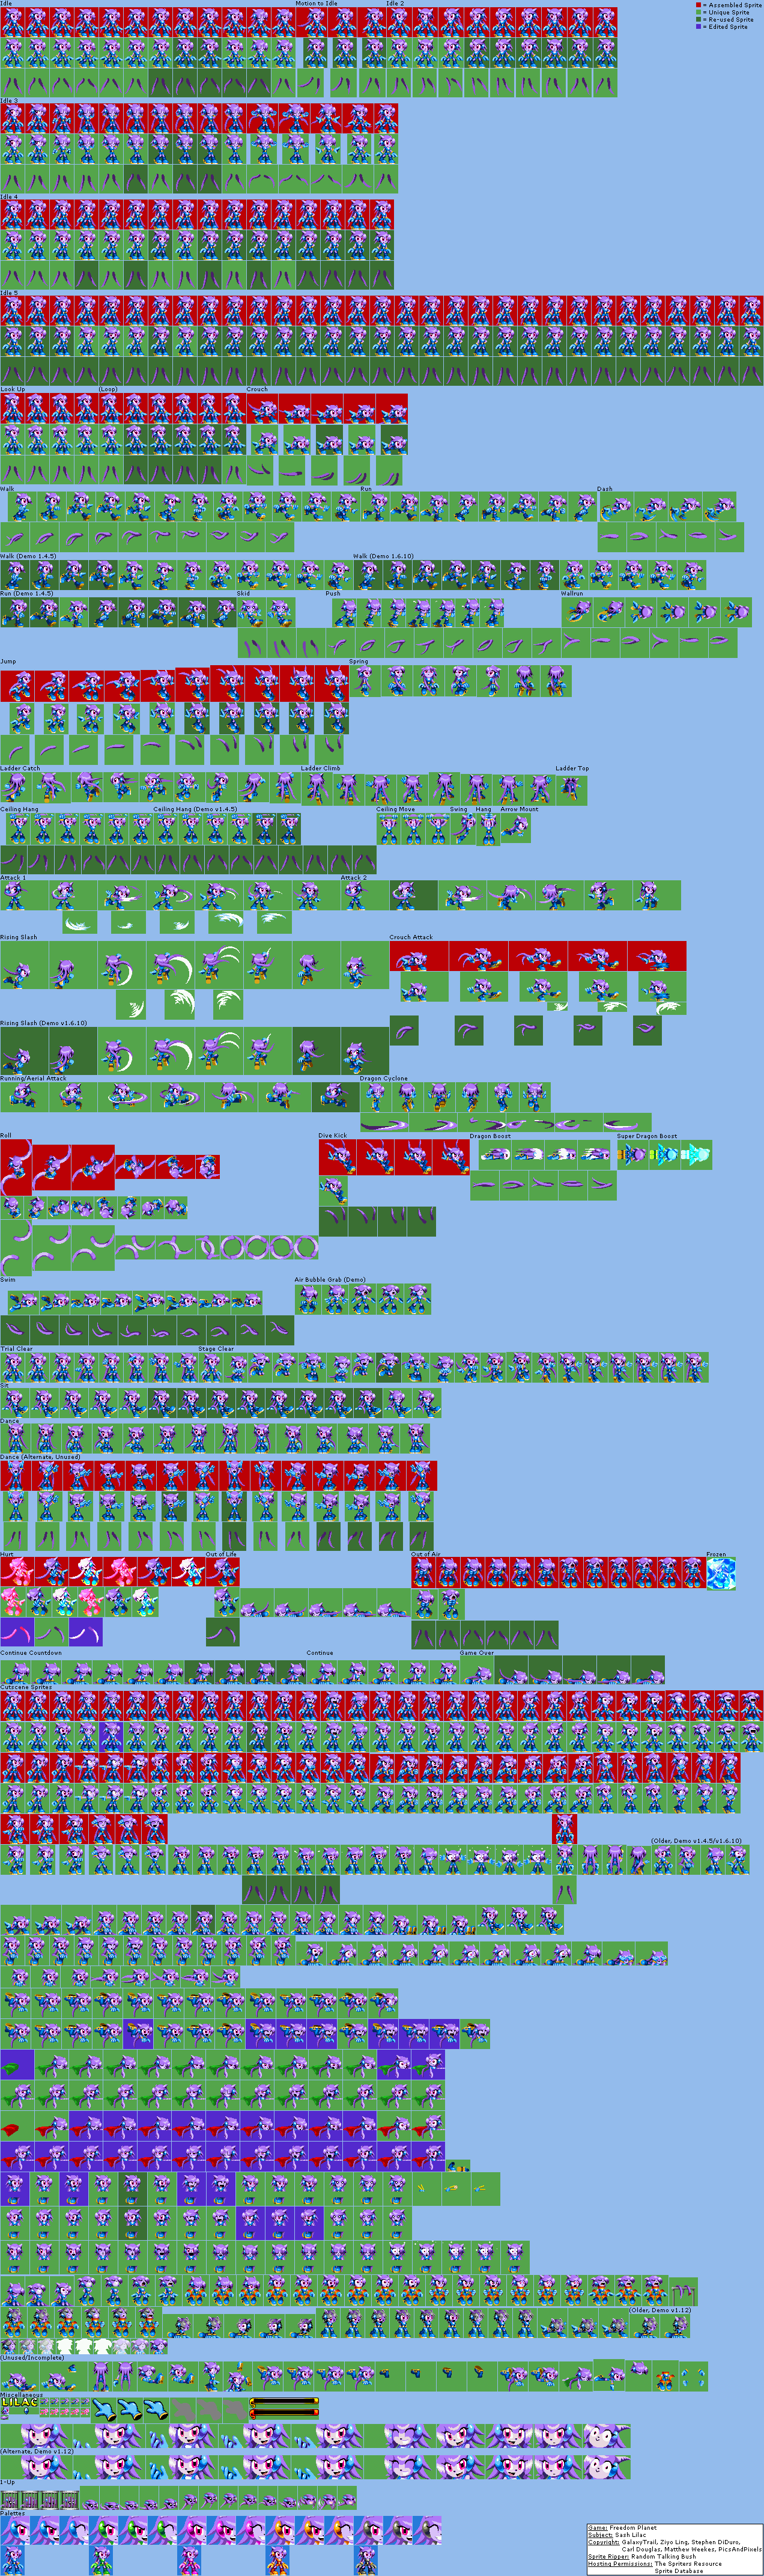 Idle
Motion to Idle
Idle 2
= Assembled Sprite
= Unique Sprite
= Re-used Sprite
= Edited Sprite
Idle 3
Idle 4
Idle 5
Look Up
(Loop)
Crouch
Walk
Run
Dash
Walk (Demo 1.4.5)
Walk (Demo 1.6.10)
Run (Demo 1.4.5)
Skid
Push
Wallrun
Jump
Spring
Ladder Catch
Ladder Climb
Ladder Top
Ceiling Hang
Ceiling Hang (Demo v1.4.5)
Ceiling Move
Swing
Hang
Arrow Mount
Attack 1
Attack 2
Rising Slash
Crouch Attack
Rising Slash (Demo v1.6.10)
Running/Aerial Attack
Dragon Cyclone
Roll
Dive Kick
Dragon Boost
Super Dragon Boost
Swim
Air Bubble Grab (Demo)
Trial Clear
Stage Clear
Sit
Dance
Dance (Alternate, Unused)
Hurt
Out of Life
Out of Air
Frozen
Continue Countdown
Continue
Game Over
Cutscene Sprites
(Older, Demo v1.4.5/v1.6.10)
(Older, Demo v1.12)
(Unused/Incomplete)
Miscellaneous
LILAC
(Alternate, Demo v1.12)
1-Up
Palettes
Game: Freedom Planet
Subject: Sash Lilac
Copyright: GalaxyTrail, Ziyo Ling, Stephen DiDuro,
Carl Douglas, Matthew Weekes, PicsAndPixels
Sprite Ripper: Random Talking Bush
Hosting Permissions: The Spriters Resource
Sprite Database